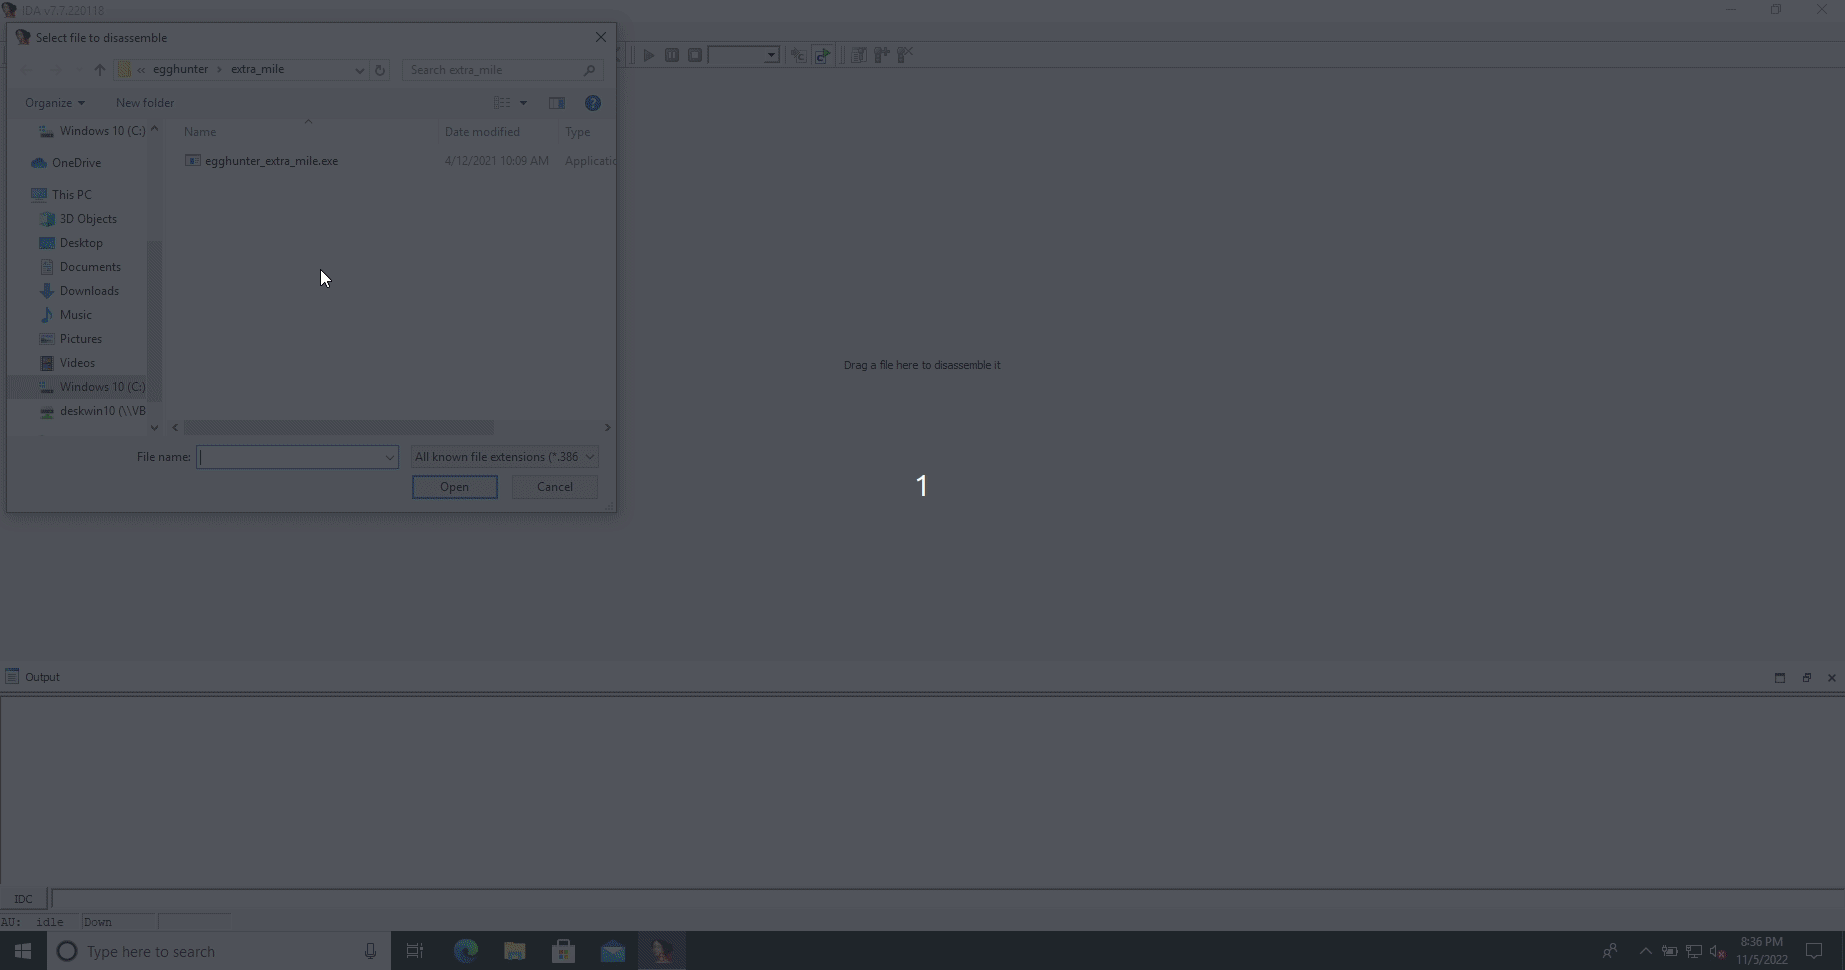 IDA v7.7.220118
Select file to disassemble
« egghunter › extra_mile
Search extra_mile
Organize
New folder
Name
Date modified
Type
egghunter_extra_mile.exe
4/12/2021 10:09 AM
Applicatio
Windows 10 (C:)
OneDrive
This PC
3D Objects
Desktop
Documents
Downloads
Music
Pictures
Videos
Windows 10 (C:)
deskwin10 (\\VB
File name:
All known file extensions (*.386
Open
Cancel
Drag a file here to disassemble it
1
Output
IDC
AU: idle
Down
Type here to search
8:36 PM
11/5/2022